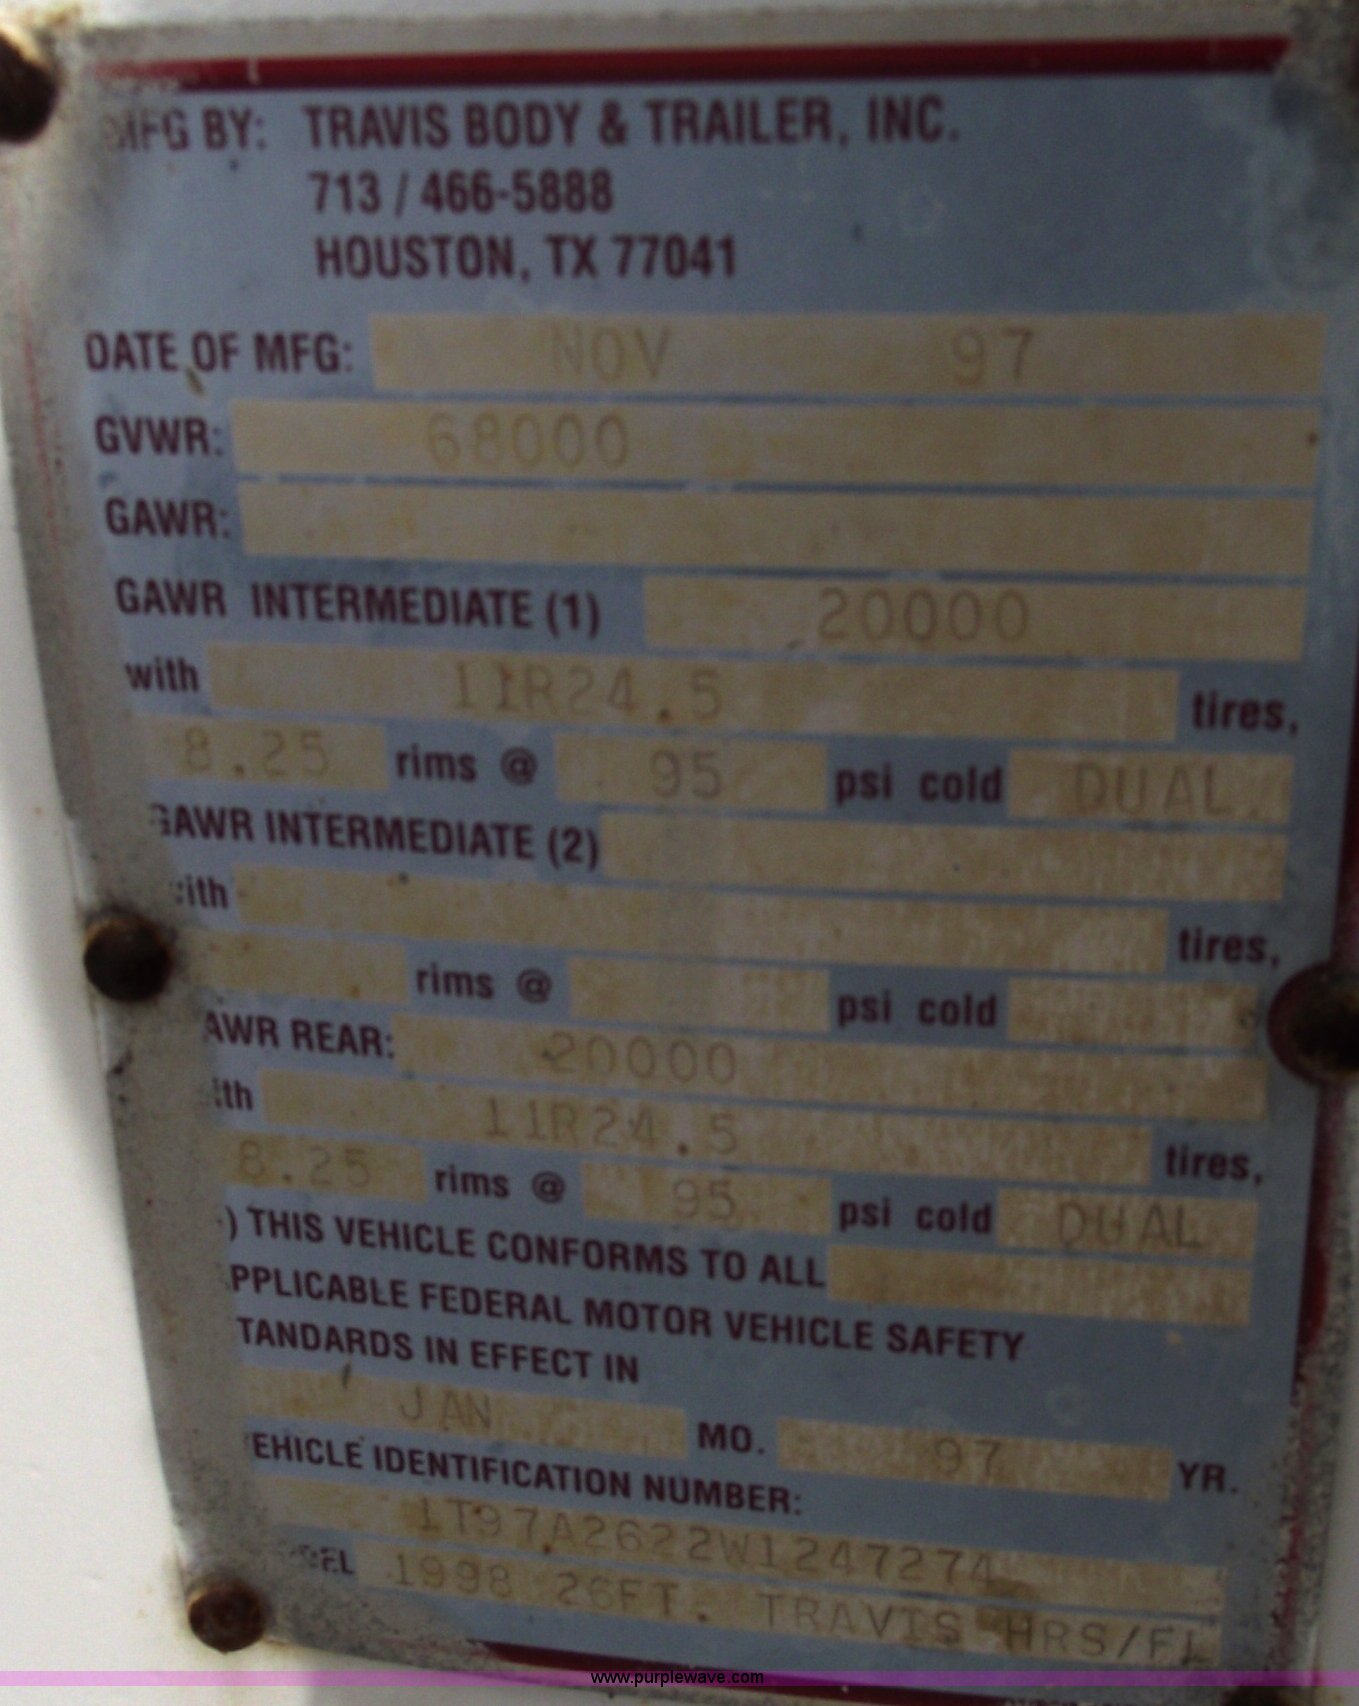 MFG BY: TRAVIS BODY & TRAILER, INC.
713 / 466-5888
HOUSTON, TX 77041
DATE OF MFG: NOV 97
GVWR: 68000
GAWR:
GAWR INTERMEDIATE (1) 20000
with 11R24.5 tires,
8.25 rims @ 95 psi cold DUAL
GAWR INTERMEDIATE (2)
ith tires,
rims @ psi cold
AWR REAR: 20000
ith 11R24.5 tires,
8.25 rims @ 95 psi cold DUAL
) THIS VEHICLE CONFORMS TO ALL
PPLICABLE FEDERAL MOTOR VEHICLE SAFETY
TANDARDS IN EFFECT IN
JAN MO. 97 YR.
EHICLE IDENTIFICATION NUMBER:
1T97A2622W1247274
DEL 1998 26FT. TRAVIS HRS/FL
www.purplewave.com